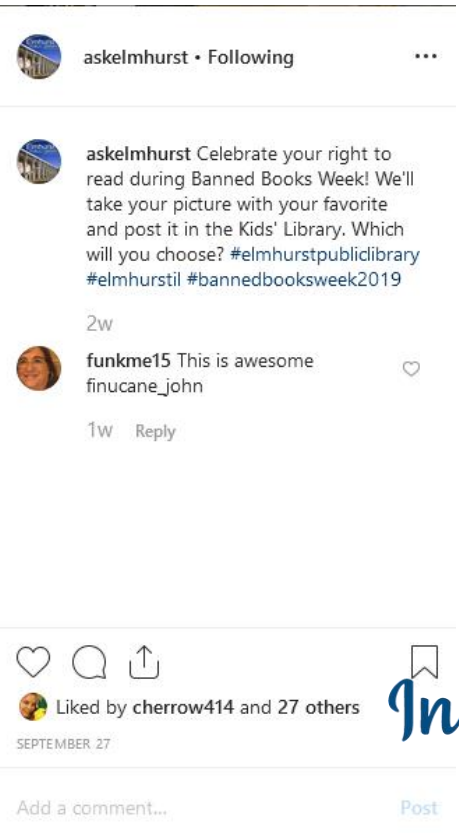 askelmhurst • Following
askelmhurst Celebrate your right to
read during Banned Books Week! We'll
take your picture with your favorite
and post it in the Kids' Library. Which
will you choose? #elmhurstpubliclibrary
#elmhurstil #bannedbooksweek2019
2w
funkme15 This is awesome
finucane_john
1w Reply
Liked by cherrow414 and 27 others
In
SEPTEMBER 27
Add a comment... Post